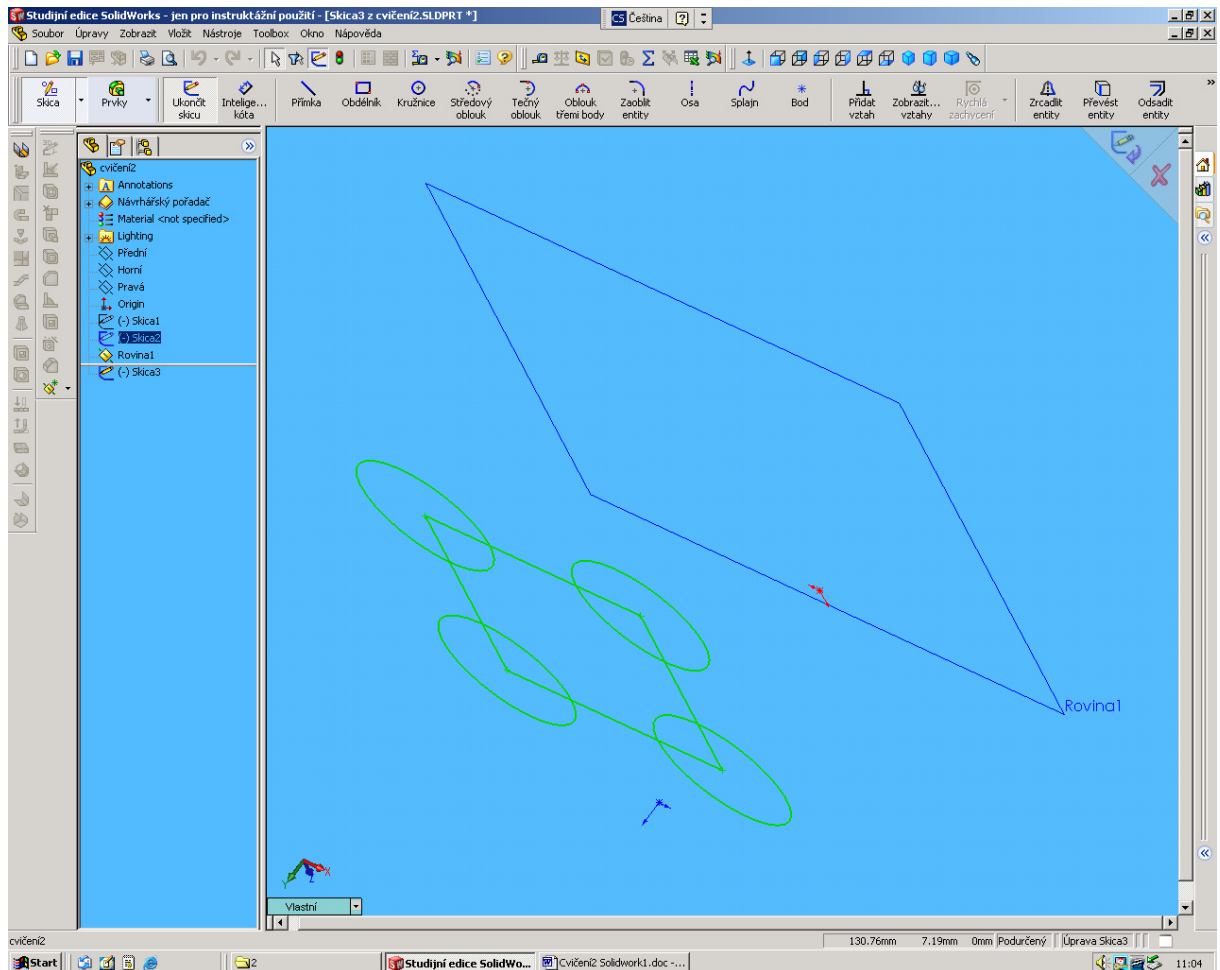 Studijní edice SolidWorks - jen pro instruktážní použití - [Skica3 z cvičení2.SLDPRT *]
CS Čeština
Soubor Úpravy Zobrazit Vložit Nástroje Toolbox Okno Nápověda
Skica Prvky Ukončit skicu Intelige... kóta Přímka Obdélník Kružnice Středový oblouk Tečný oblouk Oblouk třemi body Zaoblit entity Osa Splajn Bod Přidat vztah Zobrazit... vztahy Rychlá zachycení Zrcadlit entity Převést entity Odsadit entity
cvičení2
Annotations
Návrhářský pořadač
Material <not specified>
Lighting
Přední
Horní
Pravá
Origin
(-) Skica1
(-) Skica2
Rovina1
(-) Skica3
Rovina1
X
Y
Z
Vlastní
cvičení2 130.76mm 7.19mm 0mm Podurčený Úprava Skica3
Start 2 Studijní edice SolidWo... Cvičení2 Solidwork1.doc -... 11:04